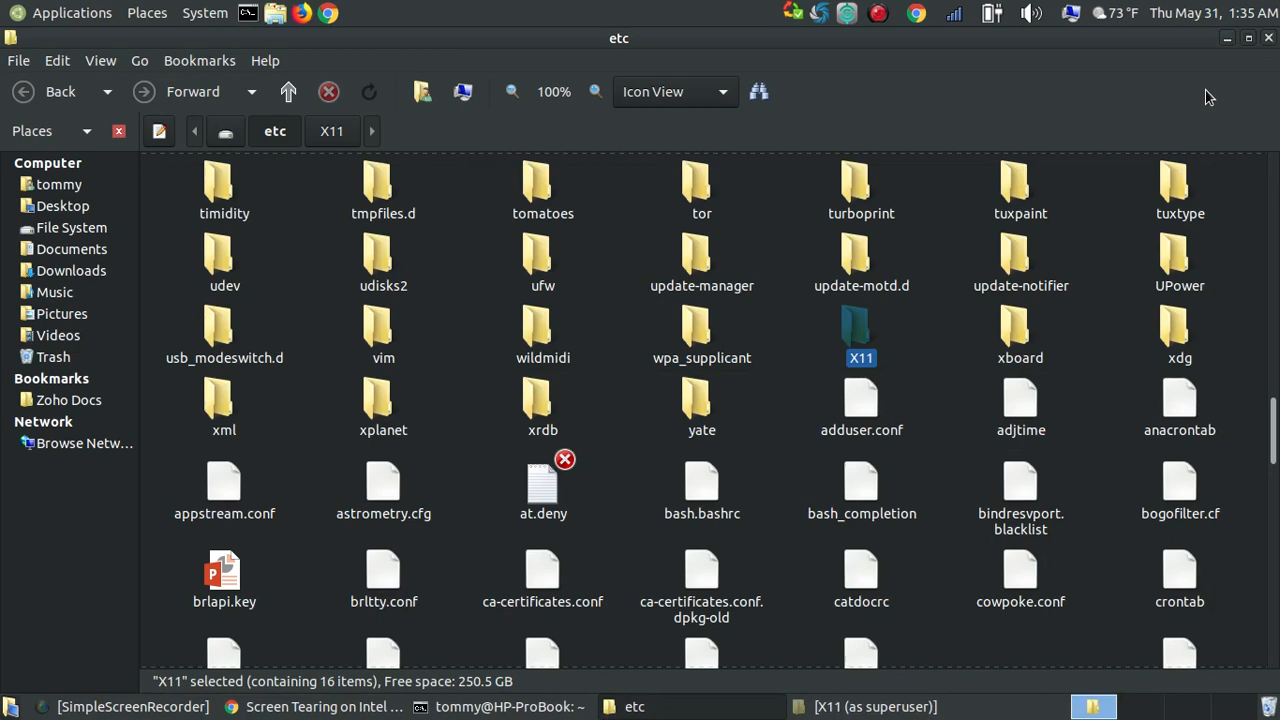 Applications Places System 73 °F Thu May 31, 1:35 AM
etc
File Edit View Go Bookmarks Help
Back Forward 100% Icon View
Places etc X11
Computer
tommy
Desktop
File System
Documents
Downloads
Music
Pictures
Videos
Trash
Bookmarks
Zoho Docs
Network
Browse Netw...
timidity tmpfiles.d tomatoes tor turboprint tuxpaint tuxtype
udev udisks2 ufw update-manager update-motd.d update-notifier UPower
usb_modeswitch.d vim wildmidi wpa_supplicant X11 xboard xdg
xml xplanet xrdb yate adduser.conf adjtime anacrontab
appstream.conf astrometry.cfg at.deny bash.bashrc bash_completion bindresvport. bogofilter.cf
blacklist
P
brlapi.key brltty.conf ca-certificates.conf ca-certificates.conf. catdocrc cowpoke.conf crontab
dpkg-old
"X11" selected (containing 16 items), Free space: 250.5 GB
[SimpleScreenRecorder] Screen Tearing on Intel ... tommy@HP-ProBook: ~ etc [X11 (as superuser)]